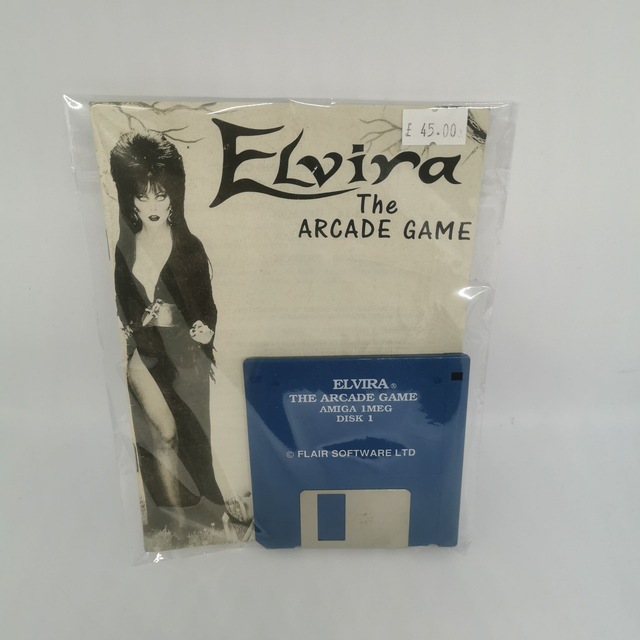 £ 45.00
Elvira
The
ARCADE GAME
ELVIRA®
THE ARCADE GAME
AMIGA 1MEG
DISK 1
© FLAIR SOFTWARE LTD